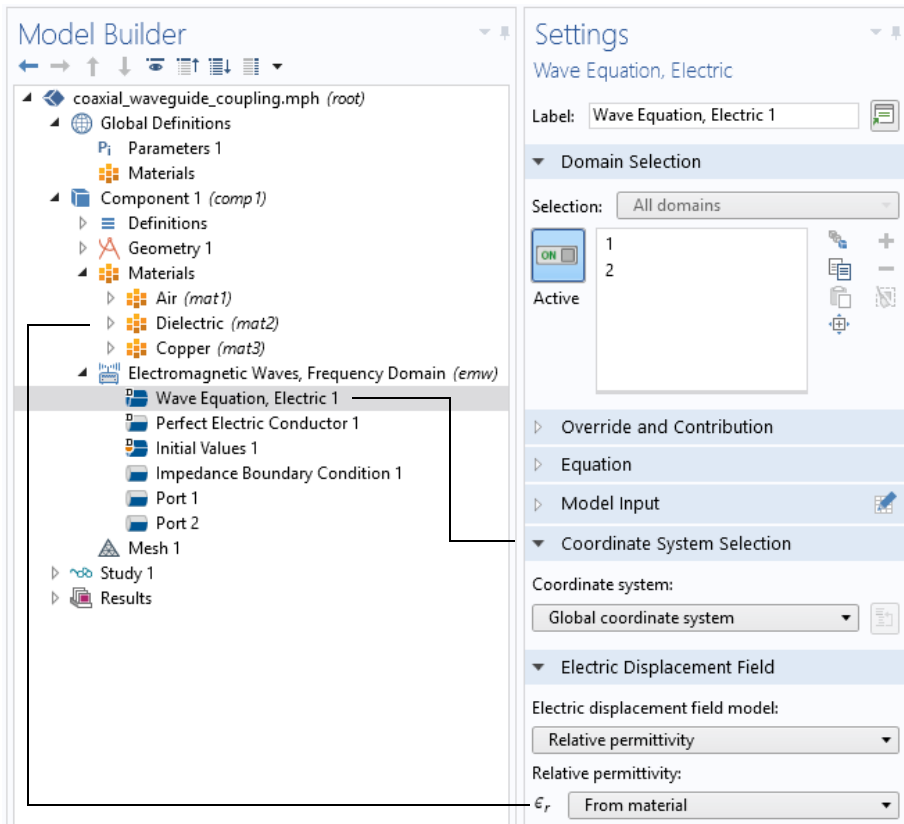 Model Builder
coaxial_waveguide_coupling.mph (root)
Global Definitions
Pi Parameters 1
Materials
Component 1 (comp1)
Definitions
Geometry 1
Materials
Air (mat1)
Dielectric (mat2)
Copper (mat3)
Electromagnetic Waves, Frequency Domain (emw)
D Wave Equation, Electric 1
D Perfect Electric Conductor 1
D Initial Values 1
Impedance Boundary Condition 1
Port 1
Port 2
Mesh 1
Study 1
Results
Settings
Wave Equation, Electric
Label: Wave Equation, Electric 1
Domain Selection
Selection: All domains
ON
1
2
Active
Override and Contribution
Equation
Model Input
Coordinate System Selection
Coordinate system:
Global coordinate system
Electric Displacement Field
Electric displacement field model:
Relative permittivity
Relative permittivity:
ϵr From material